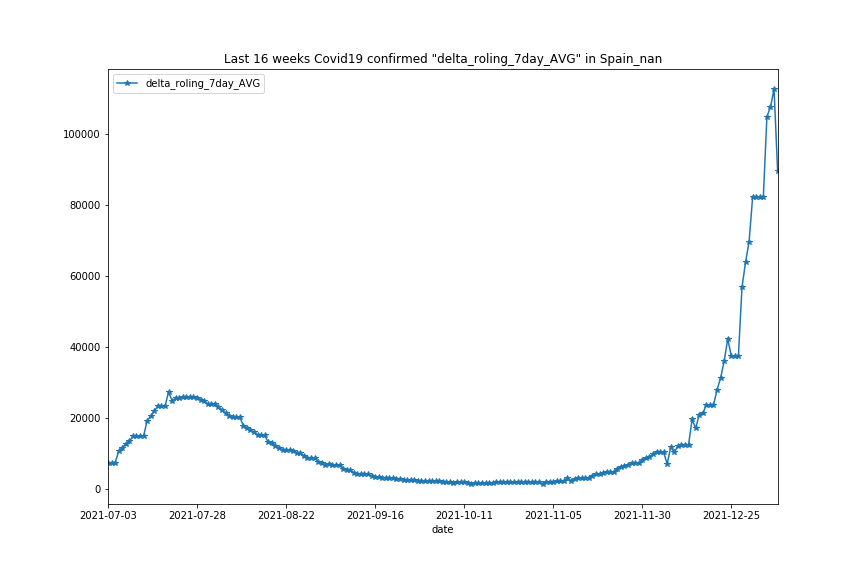 Last 16 weeks Covid19 confirmed "delta_roling_7day_AVG" in Spain_nan
delta_roling_7day_AVG
100000
80000
60000
40000
20000
0
2021-07-03 2021-07-28 2021-08-22 2021-09-16 2021-10-11 2021-11-05 2021-11-30 2021-12-25
date